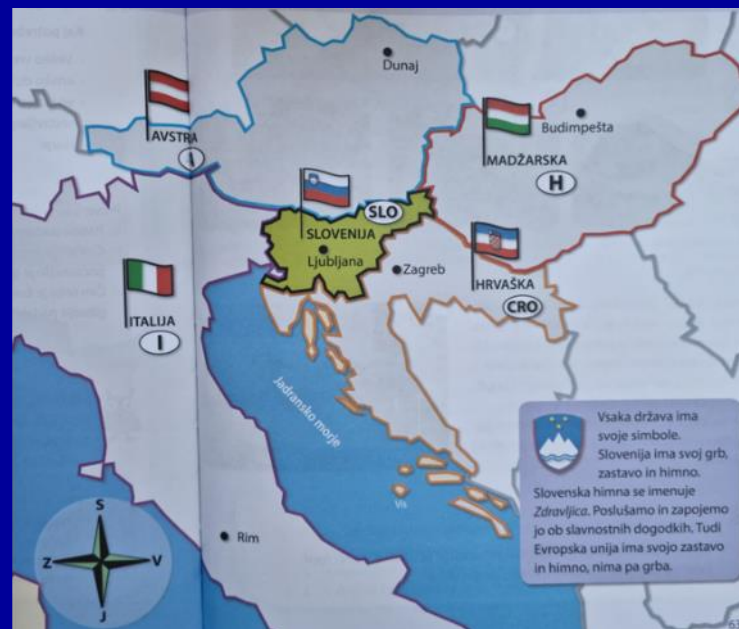 Dunaj
AVSTRA
Budimpešta
MADŽARSKA
H
SLO
SLOVENIJA
Ljubljana
Zagreb
HRVAŠKA
CRO
ITALIJA
I
Jadransko morje
Vis
Rim
S
Z
V
J
Vsaka država ima
svoje simbole.
Slovenija ima svoj grb,
zastavo in himno.
Slovenska himna se imenuje
Zdravljica. Poslušamo in zapojemo
jo ob slavnostnih dogodkih. Tudi
Evropska unija ima svojo zastavo
in himno, nima pa grba.
63